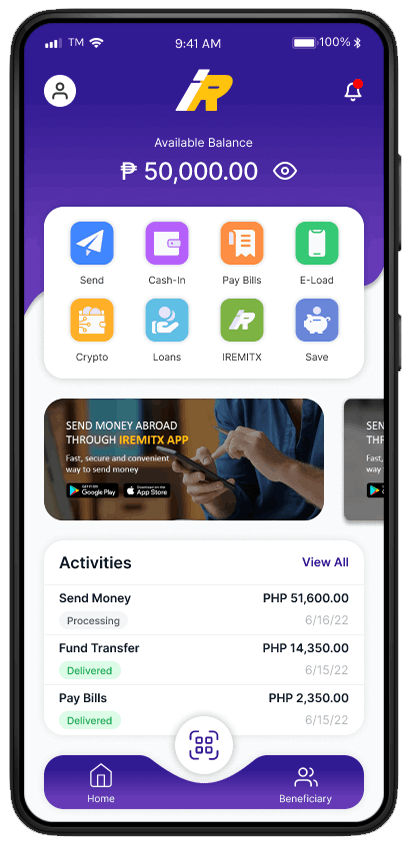 TM 9:41 AM 100%
iR
Available Balance
₱ 50,000.00
Send Cash-In Pay Bills E-Load
iR
Crypto Loans IREMITX Save
SEND MONEY ABROAD
THROUGH IREMITX APP
Fast, secure and convenient
way to send money
GET IT ON Download on the
Google Play App Store
SEN
THR
Fast,
way t
Activities View All
Send Money PHP 51,600.00
Processing 6/16/22
Fund Transfer PHP 14,350.00
Delivered 6/15/22
Pay Bills PHP 2,350.00
Delivered 6/15/22
Home Beneficiary